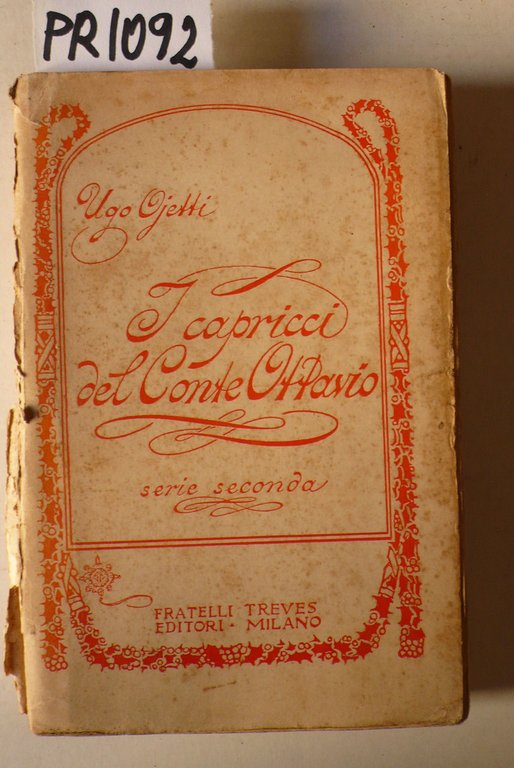 PR1092
Ugo Ojetti
I capricci
del Conte Ottavio
serie seconda
FRATELLI TREVES
EDITORI · MILANO